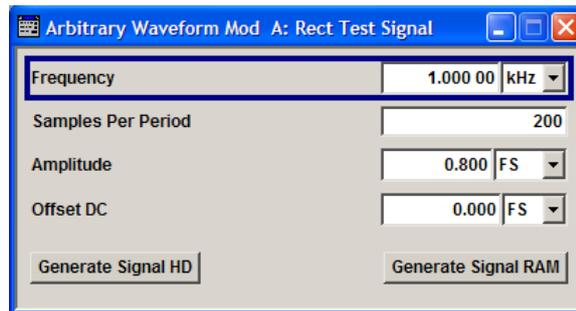 Arbitrary Waveform Mod A: Rect Test Signal
Frequency 1.000 00 kHz
Samples Per Period 200
Amplitude 0.800 FS
Offset DC 0.000 FS
Generate Signal HD Generate Signal RAM